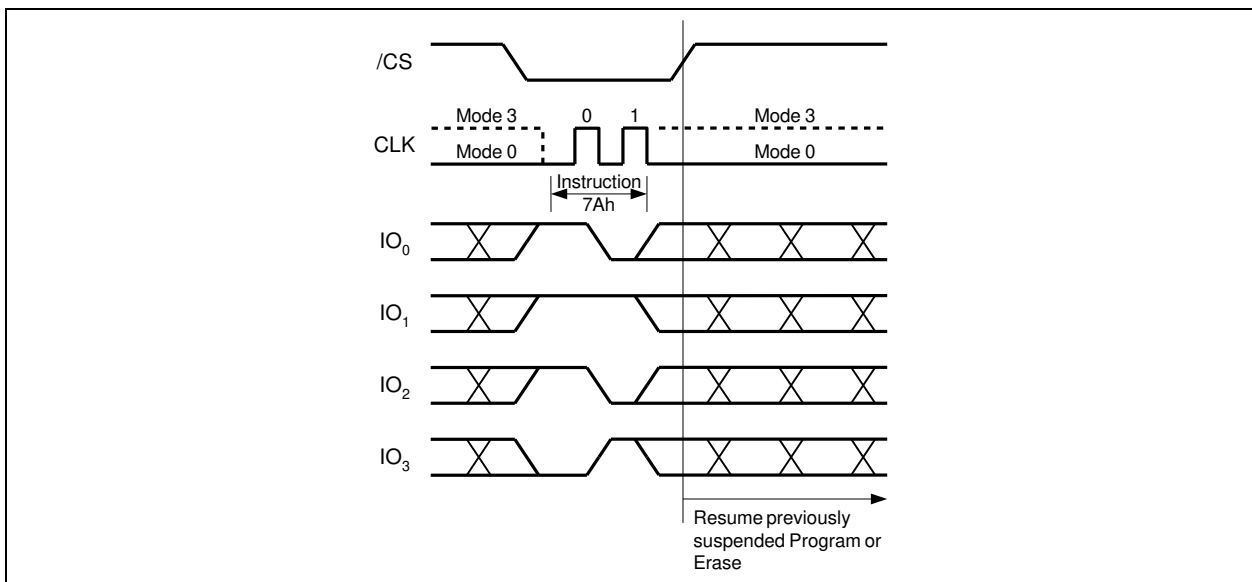 /CS
Mode 3 0 1 Mode 3
CLK
Mode 0 Mode 0
Instruction
7Ah
IO0
IO1
IO2
IO3
Resume previously
suspended Program or
Erase